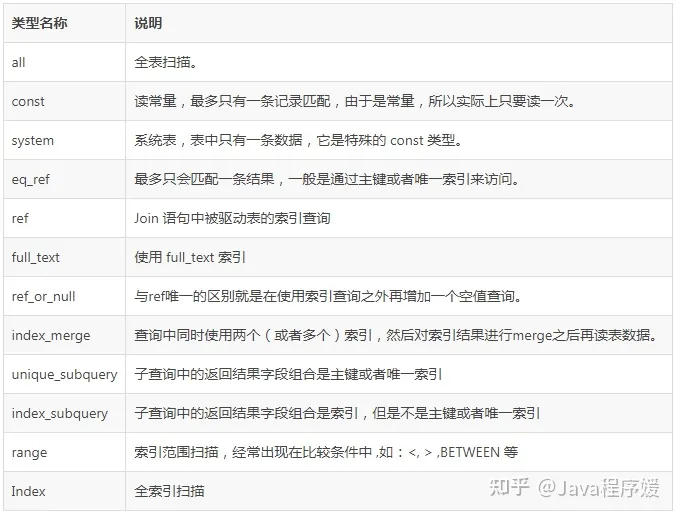 类型名称 说明
all 全表扫描。
const 读常量，最多只有一条记录匹配，由于是常量，所以实际上只要读一次。
system 系统表，表中只有一条数据，它是特殊的 const 类型。
eq_ref 最多只会匹配一条结果，一般是通过主键或者唯一索引来访问。
ref Join 语句中被驱动表的索引查询
full_text 使用 full_text 索引
ref_or_null 与ref唯一的区别就是在使用索引查询之外再增加一个空值查询。
index_merge 查询中同时使用两个（或者多个）索引，然后对索引结果进行merge之后再读表数据。
unique_subquery 子查询中的返回结果字段组合是主键或者唯一索引
index_subquery 子查询中的返回结果字段组合是索引，但是不是主键或者唯一索引
range 索引范围扫描，经常出现在比较条件中 ,如：<, > ,BETWEEN 等
Index 全索引扫描
知乎 @Java程序媛